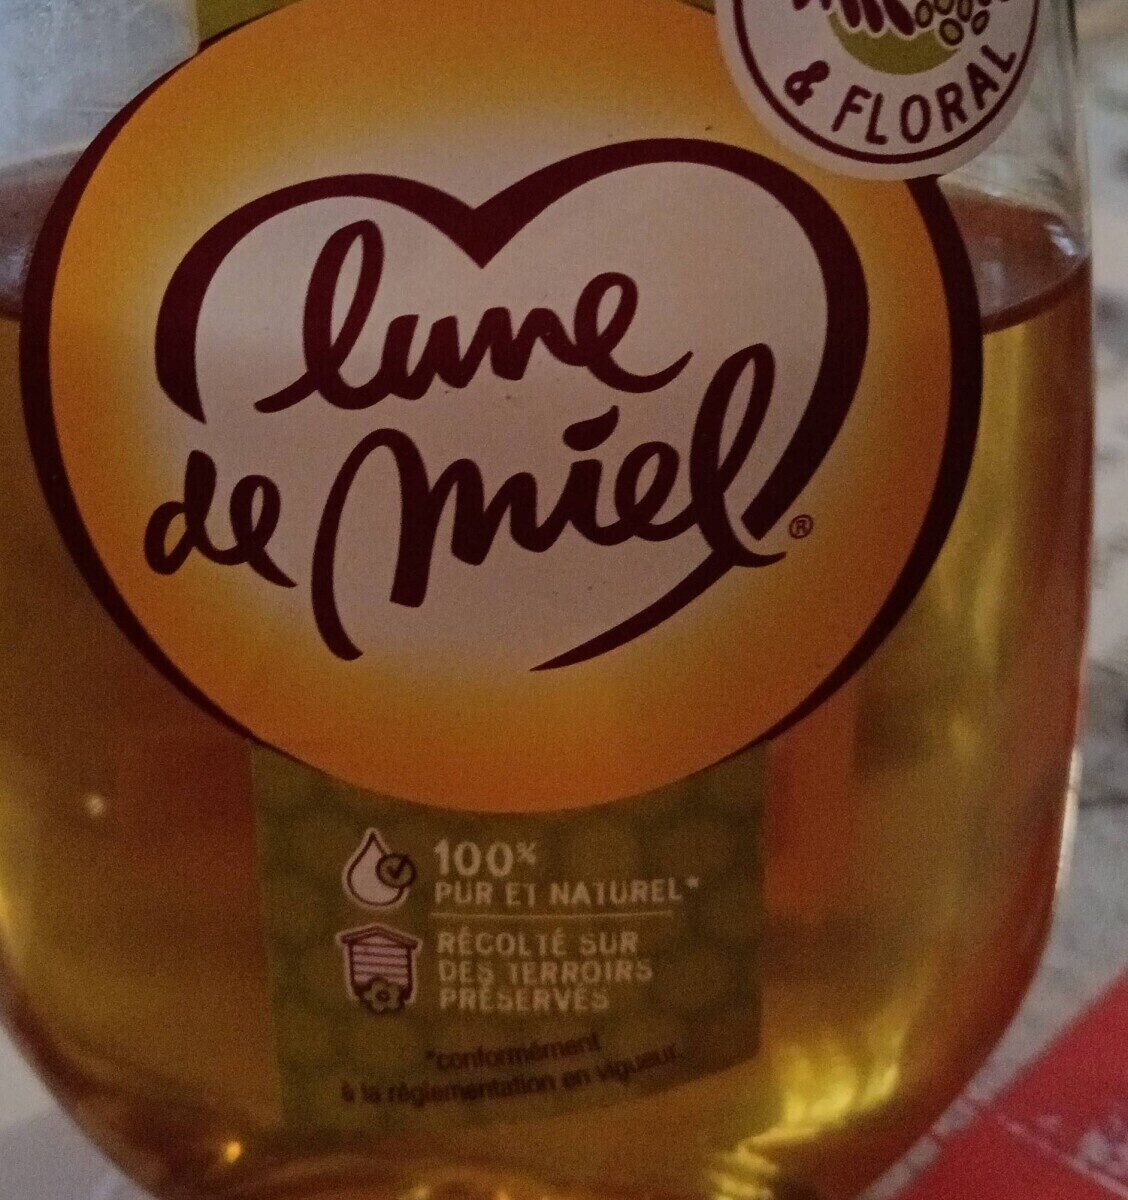 & FLORAL
lune
de miel®
100%
PUR ET NATUREL*
RÉCOLTÉ SUR
DES TERROIRS
PRÉSERVÉS
*conformément
à la réglementation en vigueur.